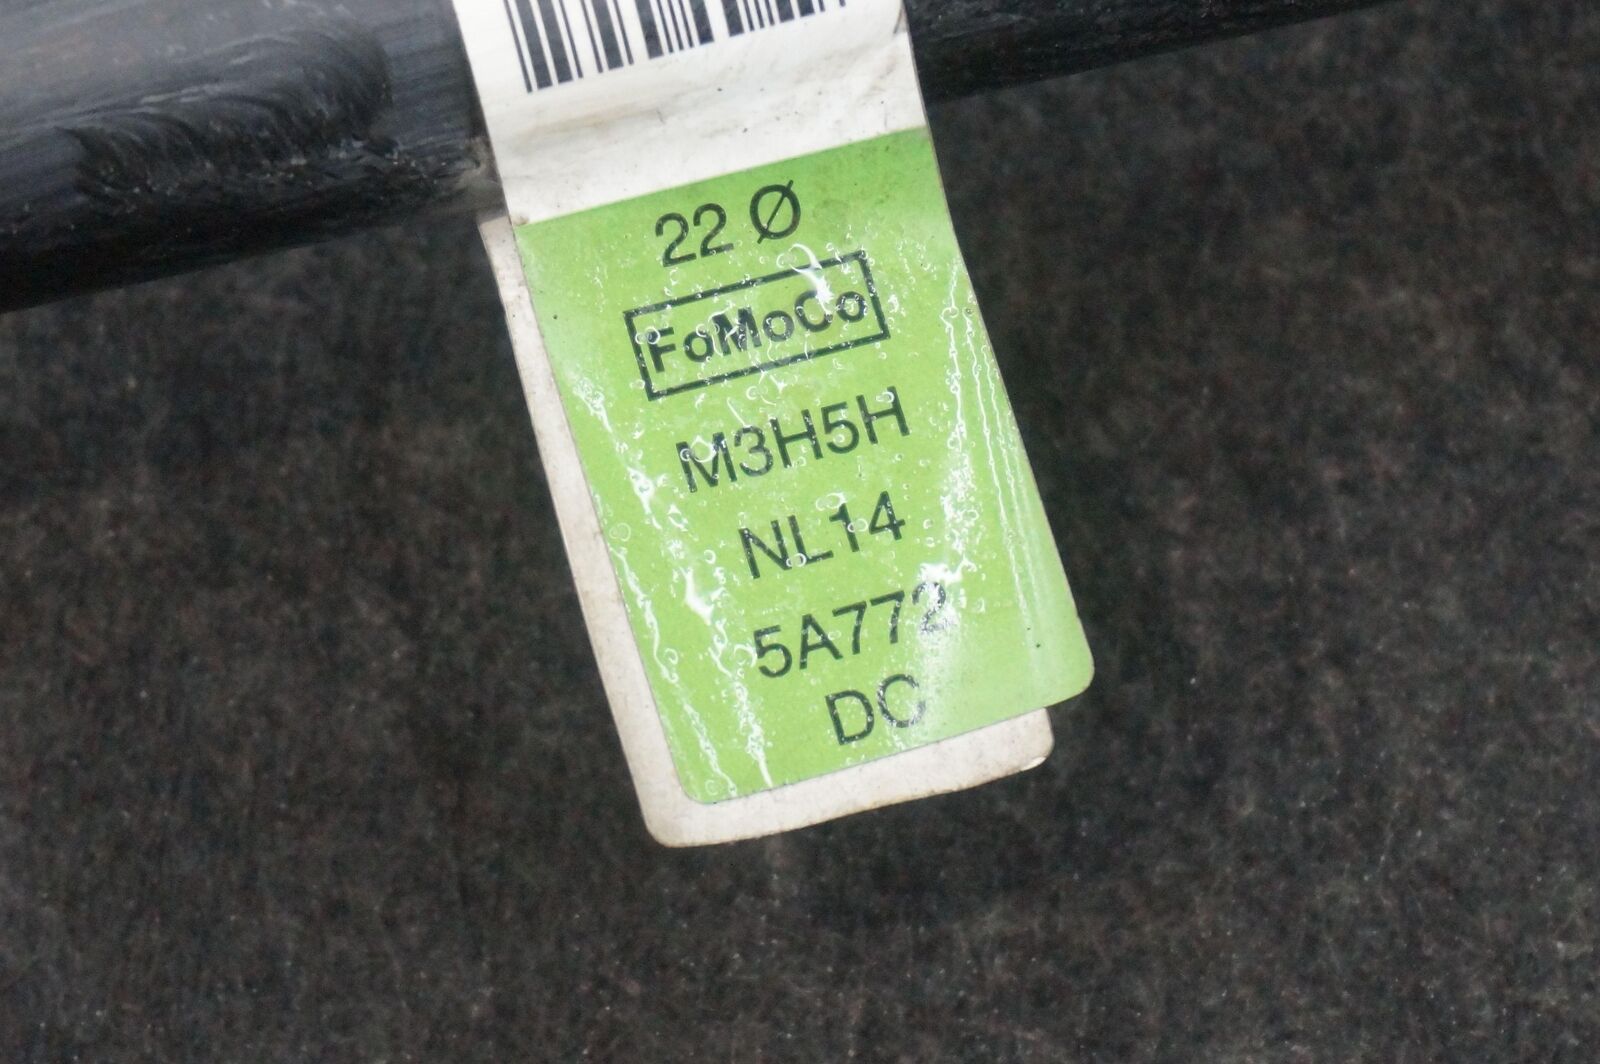 22 Ø
FoMoCo
M3H5H
NL14
5A772
DC